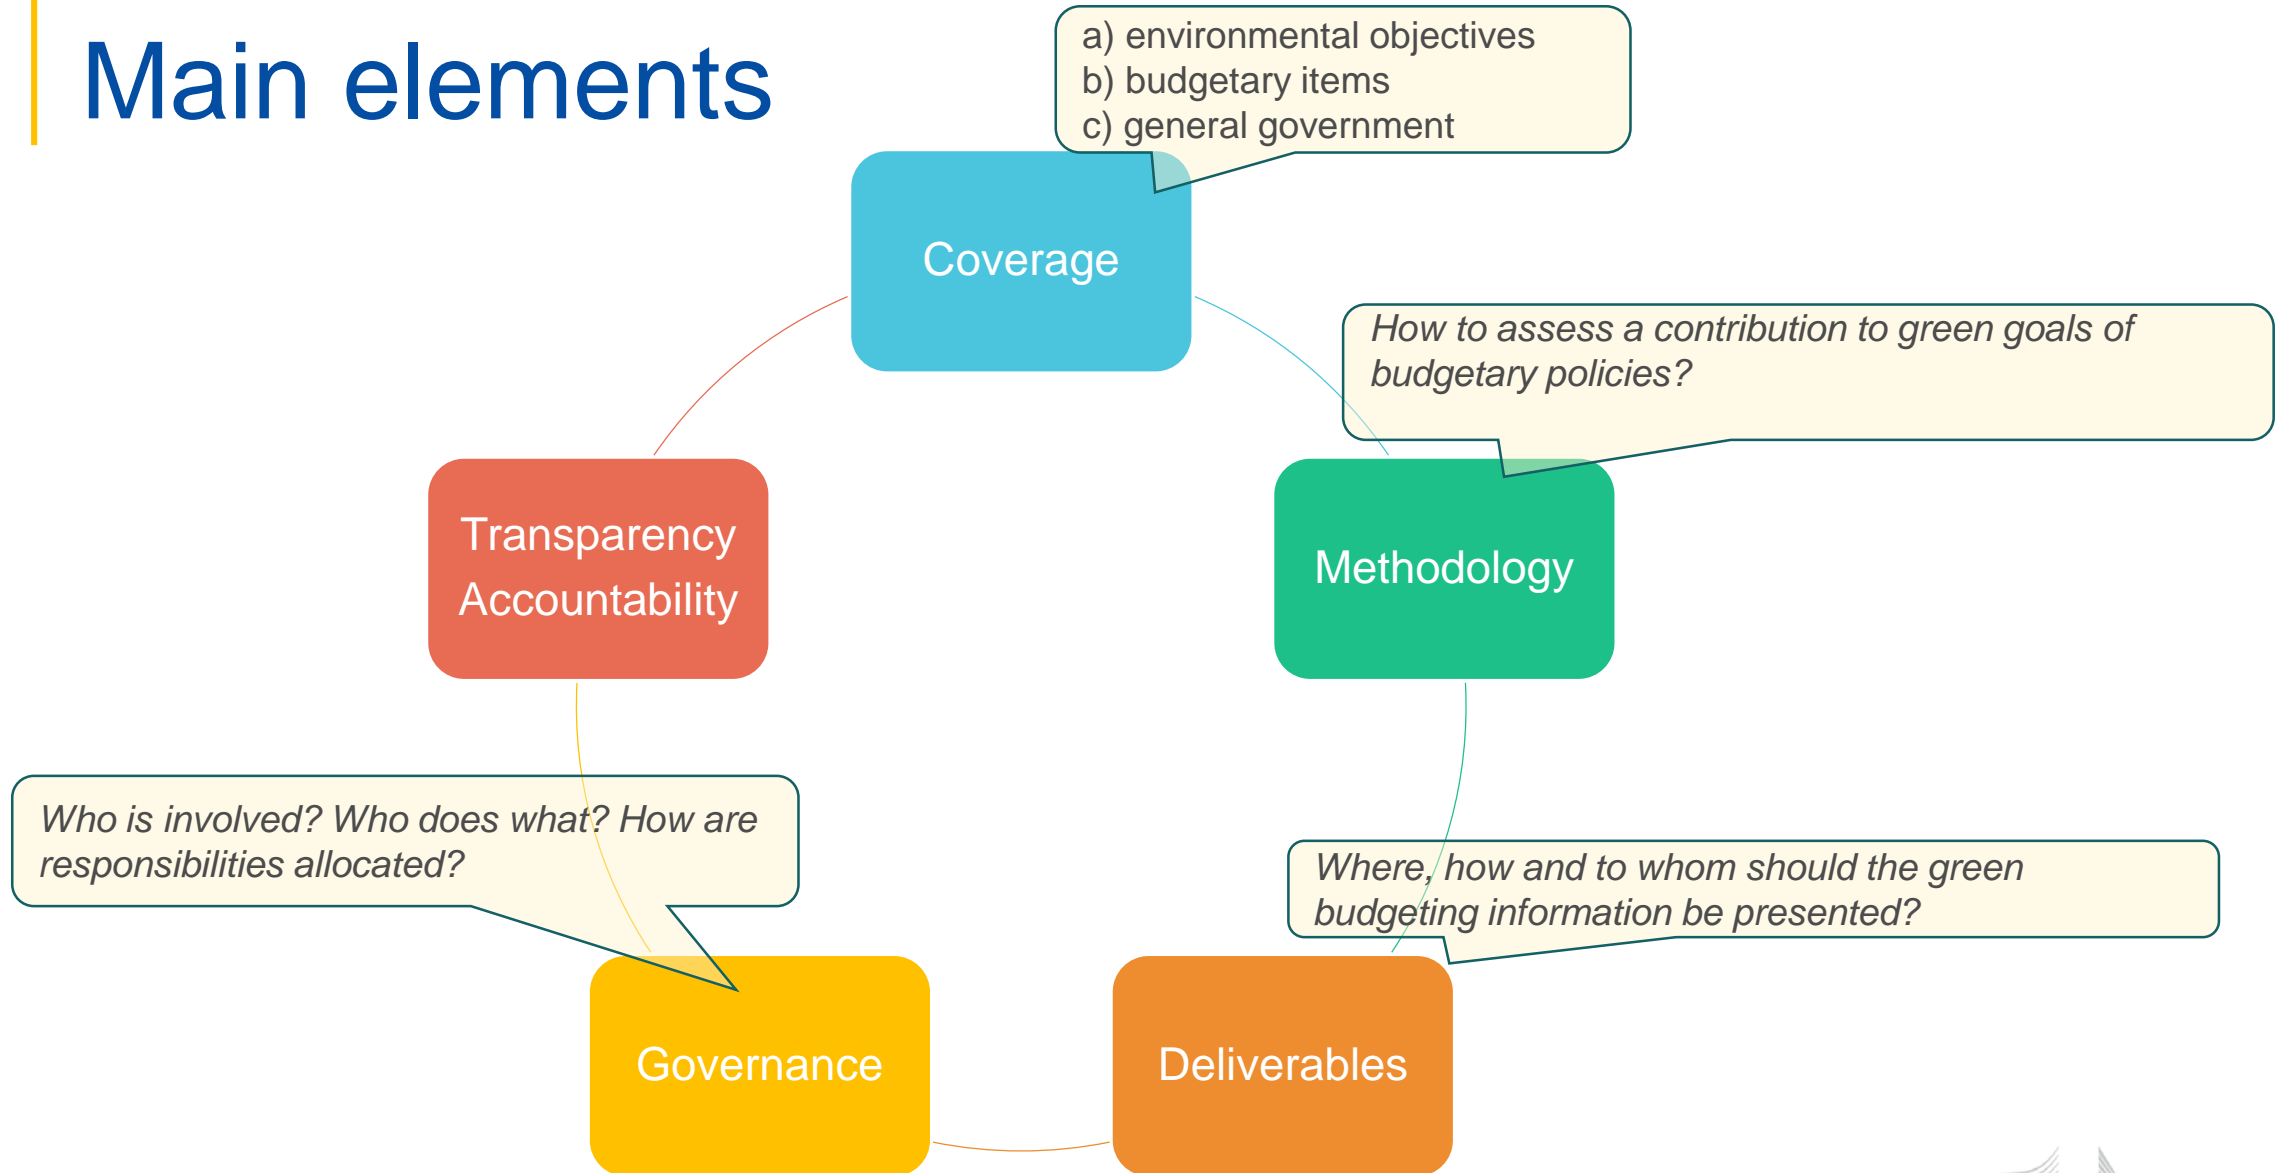 Main elements
a) environmental objectives
b) budgetary items
c) general government
Coverage
How to assess a contribution to green goals of
budgetary policies?
Transparency
Accountability
Methodology
Who is involved? Who does what? How are
responsibilities allocated?
Where, how and to whom should the green
budgeting information be presented?
Governance
Deliverables